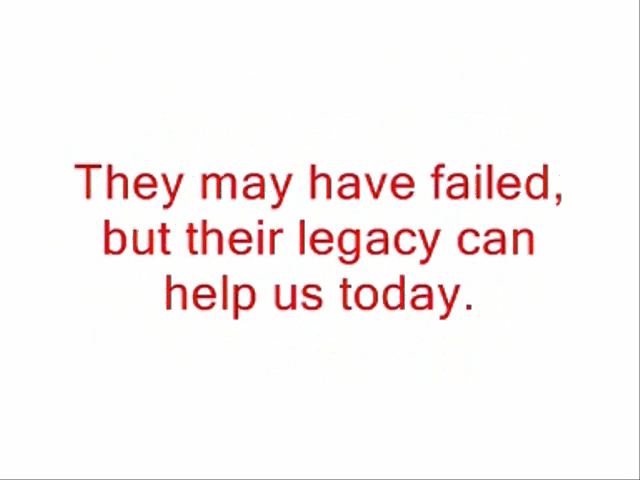 They may have failed,
but their legacy can
help us today.